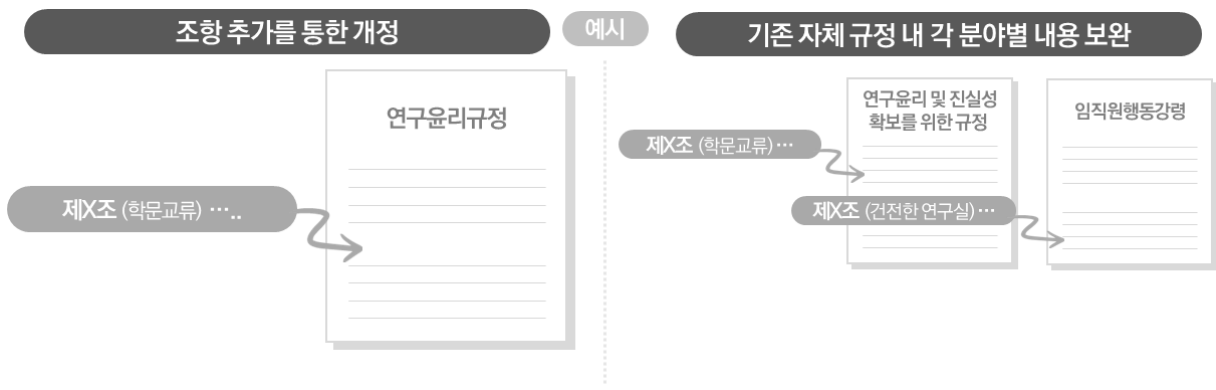 조항 추가를 통한 개정
예시
기존 자체 규정 내 각 분야별 내용 보완
연구윤리규정
제X조 (학문교류) …..
연구윤리 및 진실성
확보를 위한 규정
임직원행동강령
제X조 (학문교류) …
제X조 (건전한 연구실) …